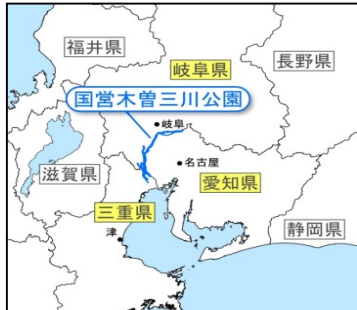 福井県
長野県
岐阜県
国営木曽三川公園
岐阜
名古屋
滋賀県
愛知県
三重県
静岡県
津